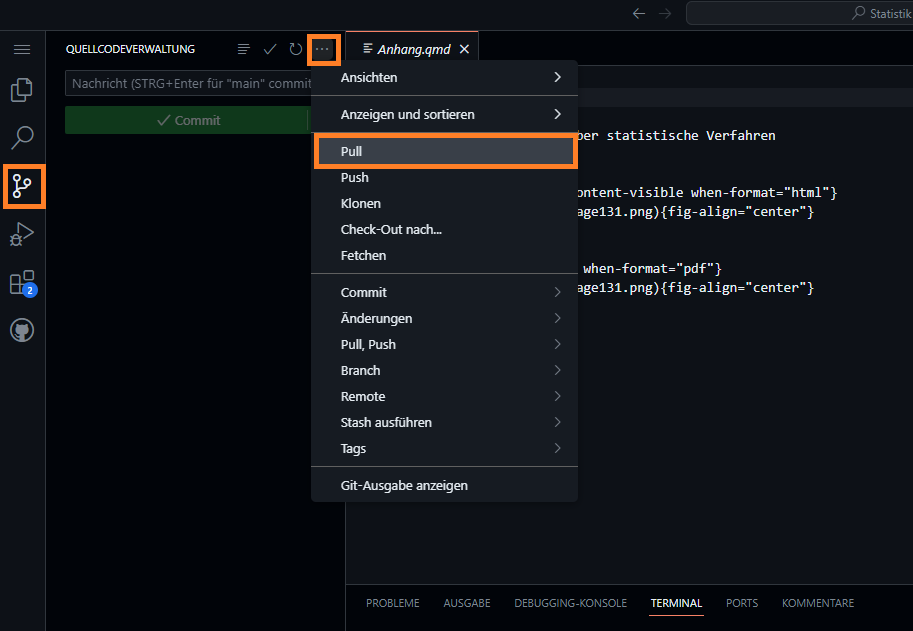 Statistik
QUELLCODEVERWALTUNG
Anhang.qmd
Nachricht (STRG+Enter für "main" commit
Commit
2
Ansichten
Anzeigen und sortieren
Pull
Push
Klonen
Check-Out nach...
Fetchen
Commit
Änderungen
Pull, Push
Branch
Remote
Stash ausführen
Tags
Git-Ausgabe anzeigen
ber statistische Verfahren
ontent-visible when-format="html"}
age131.png){fig-align="center"}
when-format="pdf"}
age131.png){fig-align="center"}
PROBLEME AUSGABE DEBUGGING-KONSOLE TERMINAL PORTS KOMMENTARE